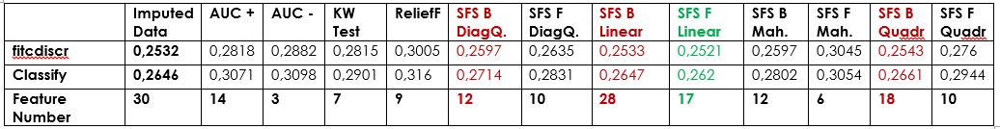 Imputed Data AUC + AUC - KW Test ReliefF SFS B DiagQ. SFS F DiagQ. SFS B Linear SFS F Linear SFS B Mah. SFS F Mah. SFS B Quadr SFS F Quadr
fitcdiscr 0,2532 0,2818 0,2882 0,2815 0,3005 0,2597 0,2635 0,2533 0,2521 0,2597 0,3045 0,2543 0,276
Classify 0,2646 0,3071 0,3098 0,2901 0,316 0,2714 0,2831 0,2647 0,262 0,2802 0,3054 0,2661 0,2944
Feature Number 30 14 3 7 9 12 10 28 17 12 6 18 10